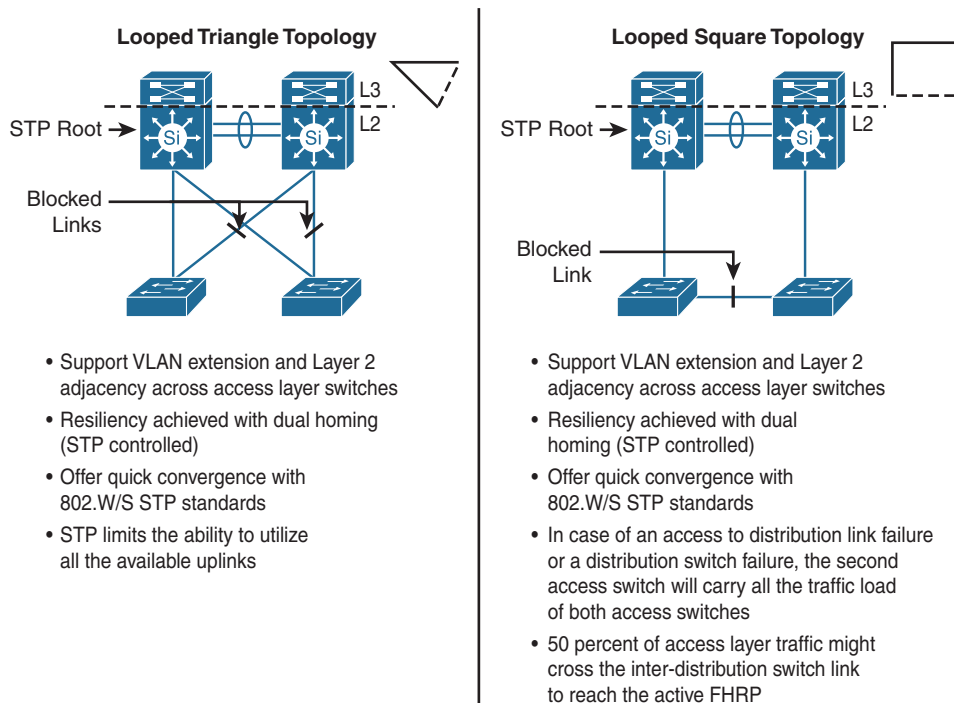 Looped Triangle Topology
L3
L2
STP Root
Si
Si
Blocked
Links
• Support VLAN extension and Layer 2
adjacency across access layer switches
• Resiliency achieved with dual homing
(STP controlled)
• Offer quick convergence with
802.W/S STP standards
• STP limits the ability to utilize
all the available uplinks
Looped Square Topology
L3
L2
STP Root
Si
Si
Blocked
Link
• Support VLAN extension and Layer 2
adjacency across access layer switches
• Resiliency achieved with dual
homing (STP controlled)
• Offer quick convergence with
802.W/S STP standards
• In case of an access to distribution link failure
or a distribution switch failure, the second
access switch will carry all the traffic load
of both access switches
• 50 percent of access layer traffic might
cross the inter-distribution switch link
to reach the active FHRP